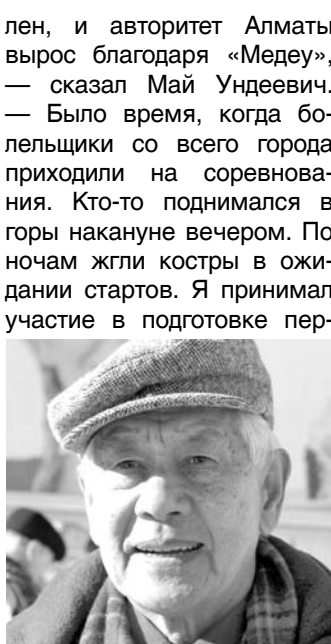 лен, и авторитет Алматы
вырос благодаря «Медеу»,
— сказал Май Ундеевич.
— Было время, когда бо-
лельщики со всего города
приходили на соревнова-
ния. Кто-то поднимался в
горы накануне вечером. По
ночам жгли костры в ожи-
дании стартов. Я принимал
участие в подготовке пер-